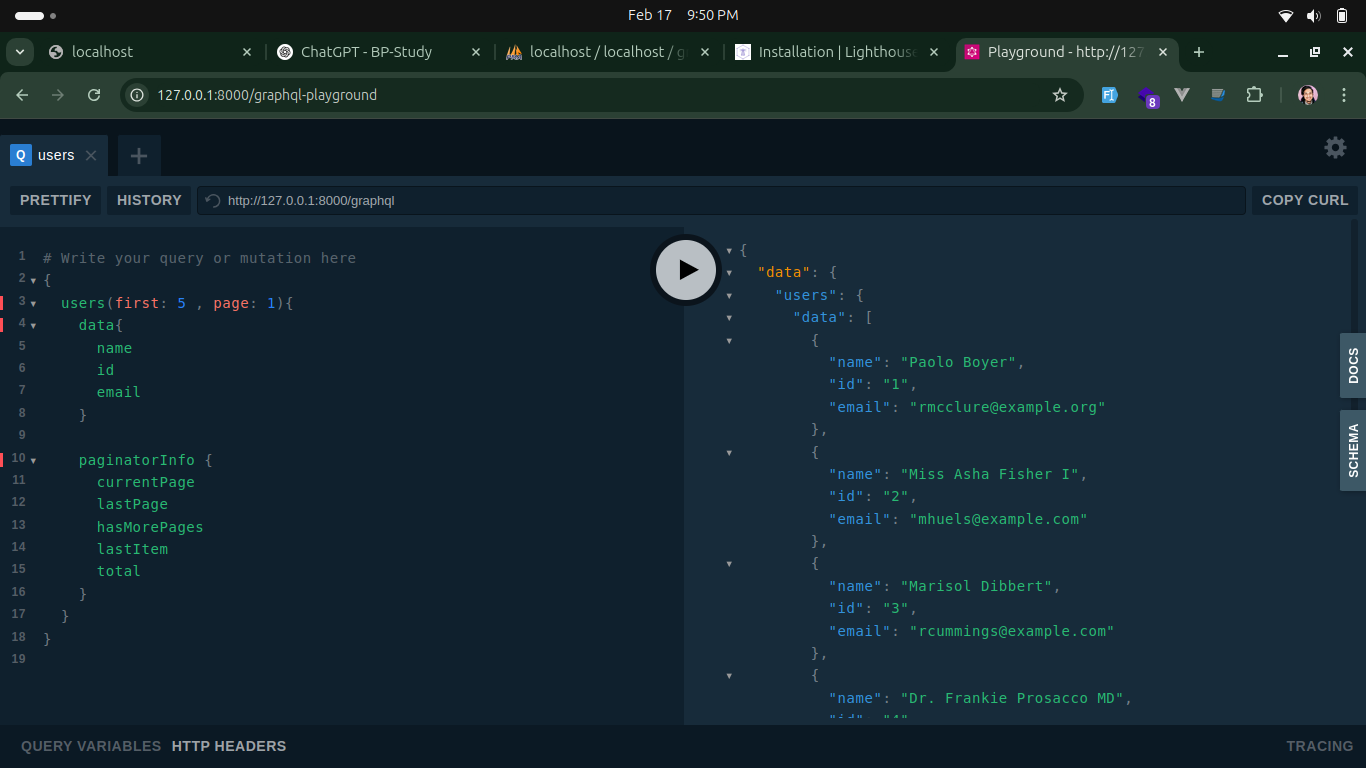 Feb 17 9:50 PM
localhost
ChatGPT - BP-Study
localhost / localhost / g
Installation | Lighthouse
Playground - http://127
127.0.0.1:8000/graphql-playground
8
Q users
PRETTIFY HISTORY http://127.0.0.1:8000/graphql COPY CURL
1 # Write your query or mutation here
2 {
3 users(first: 5 , page: 1){
4 data{
5 name
6 id
7 email
8 }
9
10 paginatorInfo {
11 currentPage
12 lastPage
13 hasMorePages
14 lastItem
15 total
16 }
17 }
18 }
19
{
"data": {
"users": {
"data": [
{
"name": "Paolo Boyer",
"id": "1",
"email": "rmcclure@example.org"
},
{
"name": "Miss Asha Fisher I",
"id": "2",
"email": "mhuels@example.com"
},
{
"name": "Marisol Dibbert",
"id": "3",
"email": "rcummings@example.com"
},
{
"name": "Dr. Frankie Prosacco MD",
"id": "4"
DOCS
SCHEMA
QUERY VARIABLES HTTP HEADERS
TRACING